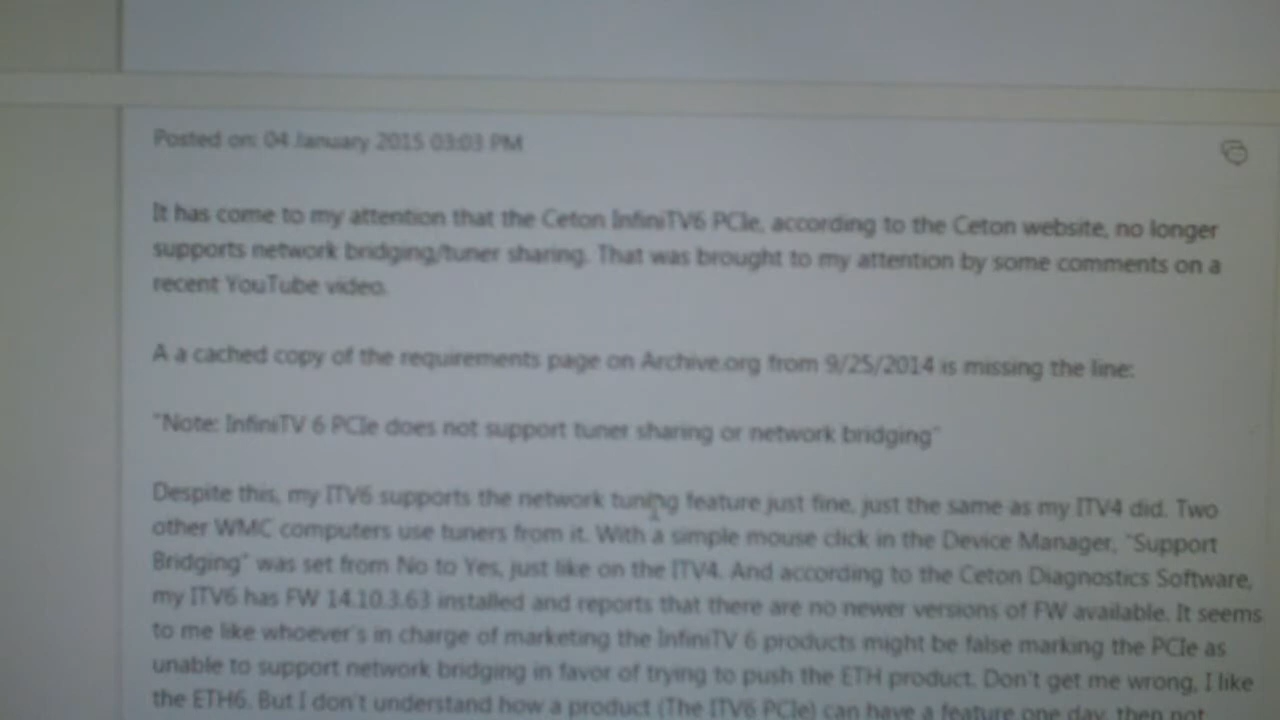 Posted on: 04 January 2015 03:03 PM
It has come to my attention that the Ceton InfiniTV6 PCIe, according to the Ceton website, no longer
supports network bridging/tuner sharing. That was brought to my attention by some comments on a
recent YouTube video.
A a cached copy of the requirements page on Archive.org from 9/25/2014 is missing the line:
"Note: InfiniTV 6 PCIe does not support tuner sharing or network bridging"
Despite this, my ITV6 supports the network tuning feature just fine, just the same as my ITV4 did. Two
other WMC computers use tuners from it. With a simple mouse click in the Device Manager, "Support
Bridging" was set from No to Yes, just like on the ITV4. And according to the Ceton Diagnostics Software,
my ITV6 has FW 14.10.3.63 installed and reports that there are no newer versions of FW available. It seems
to me like whoever's in charge of marketing the InfiniTV 6 products might be false marking the PCIe as
unable to support network bridging in favor of trying to push the ETH product. Don't get me wrong, I like
the ETH6. But I don't understand how a product (The ITV6 PCIe) can have a feature one day, then not